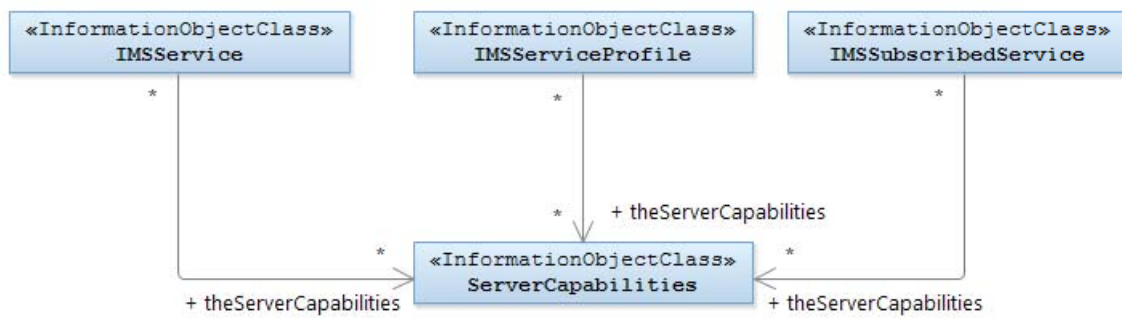 «InformationObjectClass»
IMSService
«InformationObjectClass»
IMSServiceProfile
«InformationObjectClass»
IMSSubscribedService
*
*
*
* + theServerCapabilities
*
*
«InformationObjectClass»
ServerCapabilities
+ theServerCapabilities
+ theServerCapabilities